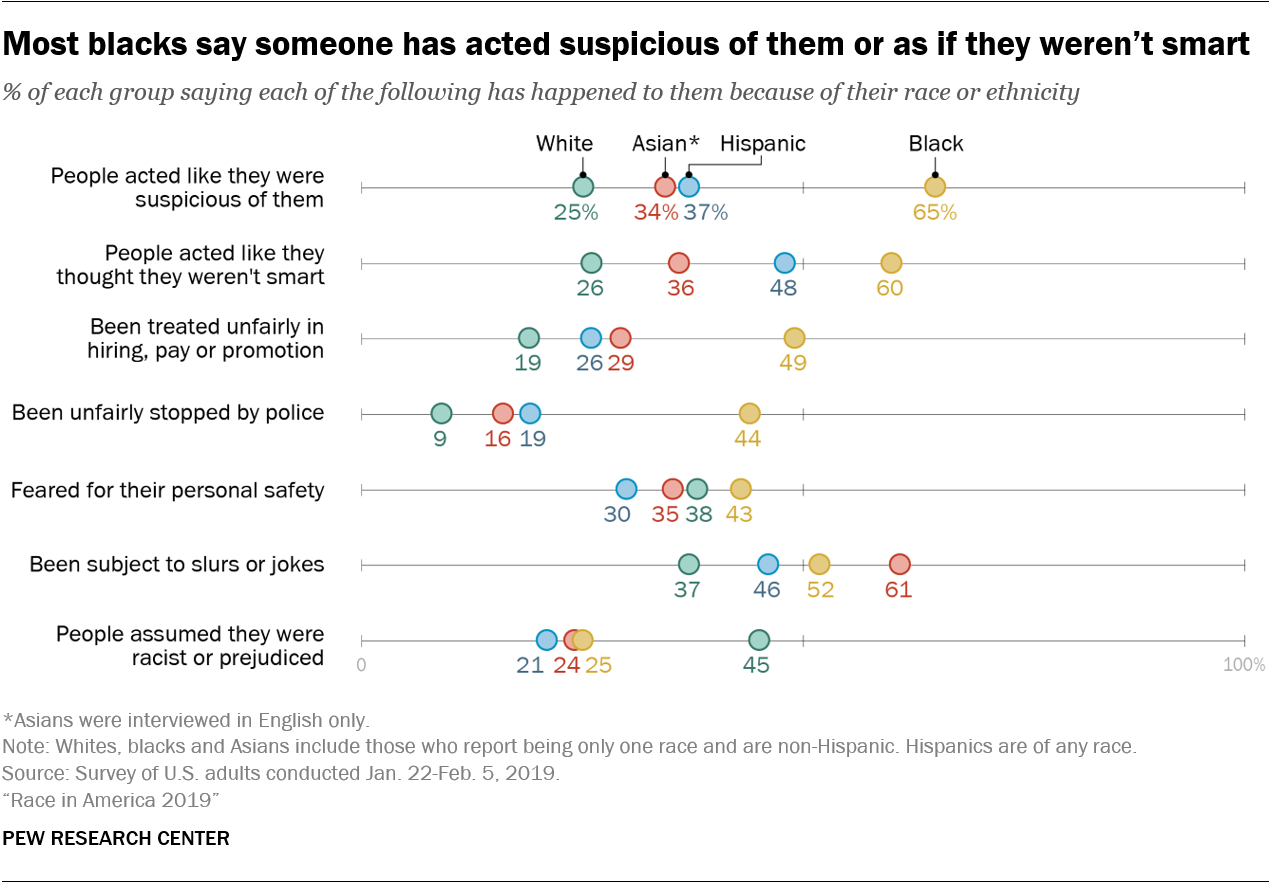 Most blacks say someone has acted suspicious of them or as if they weren’t smart
% of each group saying each of the following has happened to them because of their race or ethnicity
White Asian* Hispanic Black
People acted like they were
suspicious of them
25% 34% 37% 65%
People acted like they
thought they weren't smart
26 36 48 60
Been treated unfairly in
hiring, pay or promotion
19 26 29 49
Been unfairly stopped by police
9 16 19 44
Feared for their personal safety
30 35 38 43
Been subject to slurs or jokes
37 46 52 61
People assumed they were
racist or prejudiced
0 21 24 25 45 100%
*Asians were interviewed in English only.
Note: Whites, blacks and Asians include those who report being only one race and are non-Hispanic. Hispanics are of any race.
Source: Survey of U.S. adults conducted Jan. 22-Feb. 5, 2019.
“Race in America 2019”
PEW RESEARCH CENTER